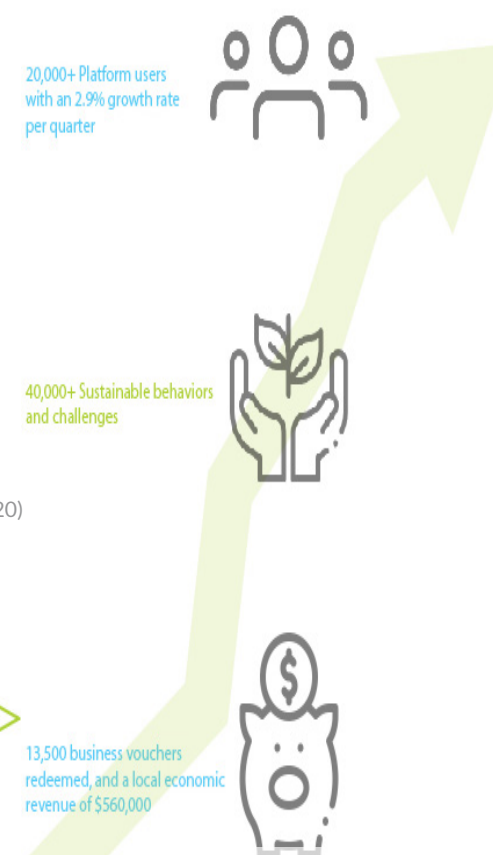 20,000+ Platform users
with an 2.9% growth rate
per quarter
40,000+ Sustainable behaviors
and challenges
20)
13,500 business vouchers
redeemed, and a local economic
revenue of $560,000